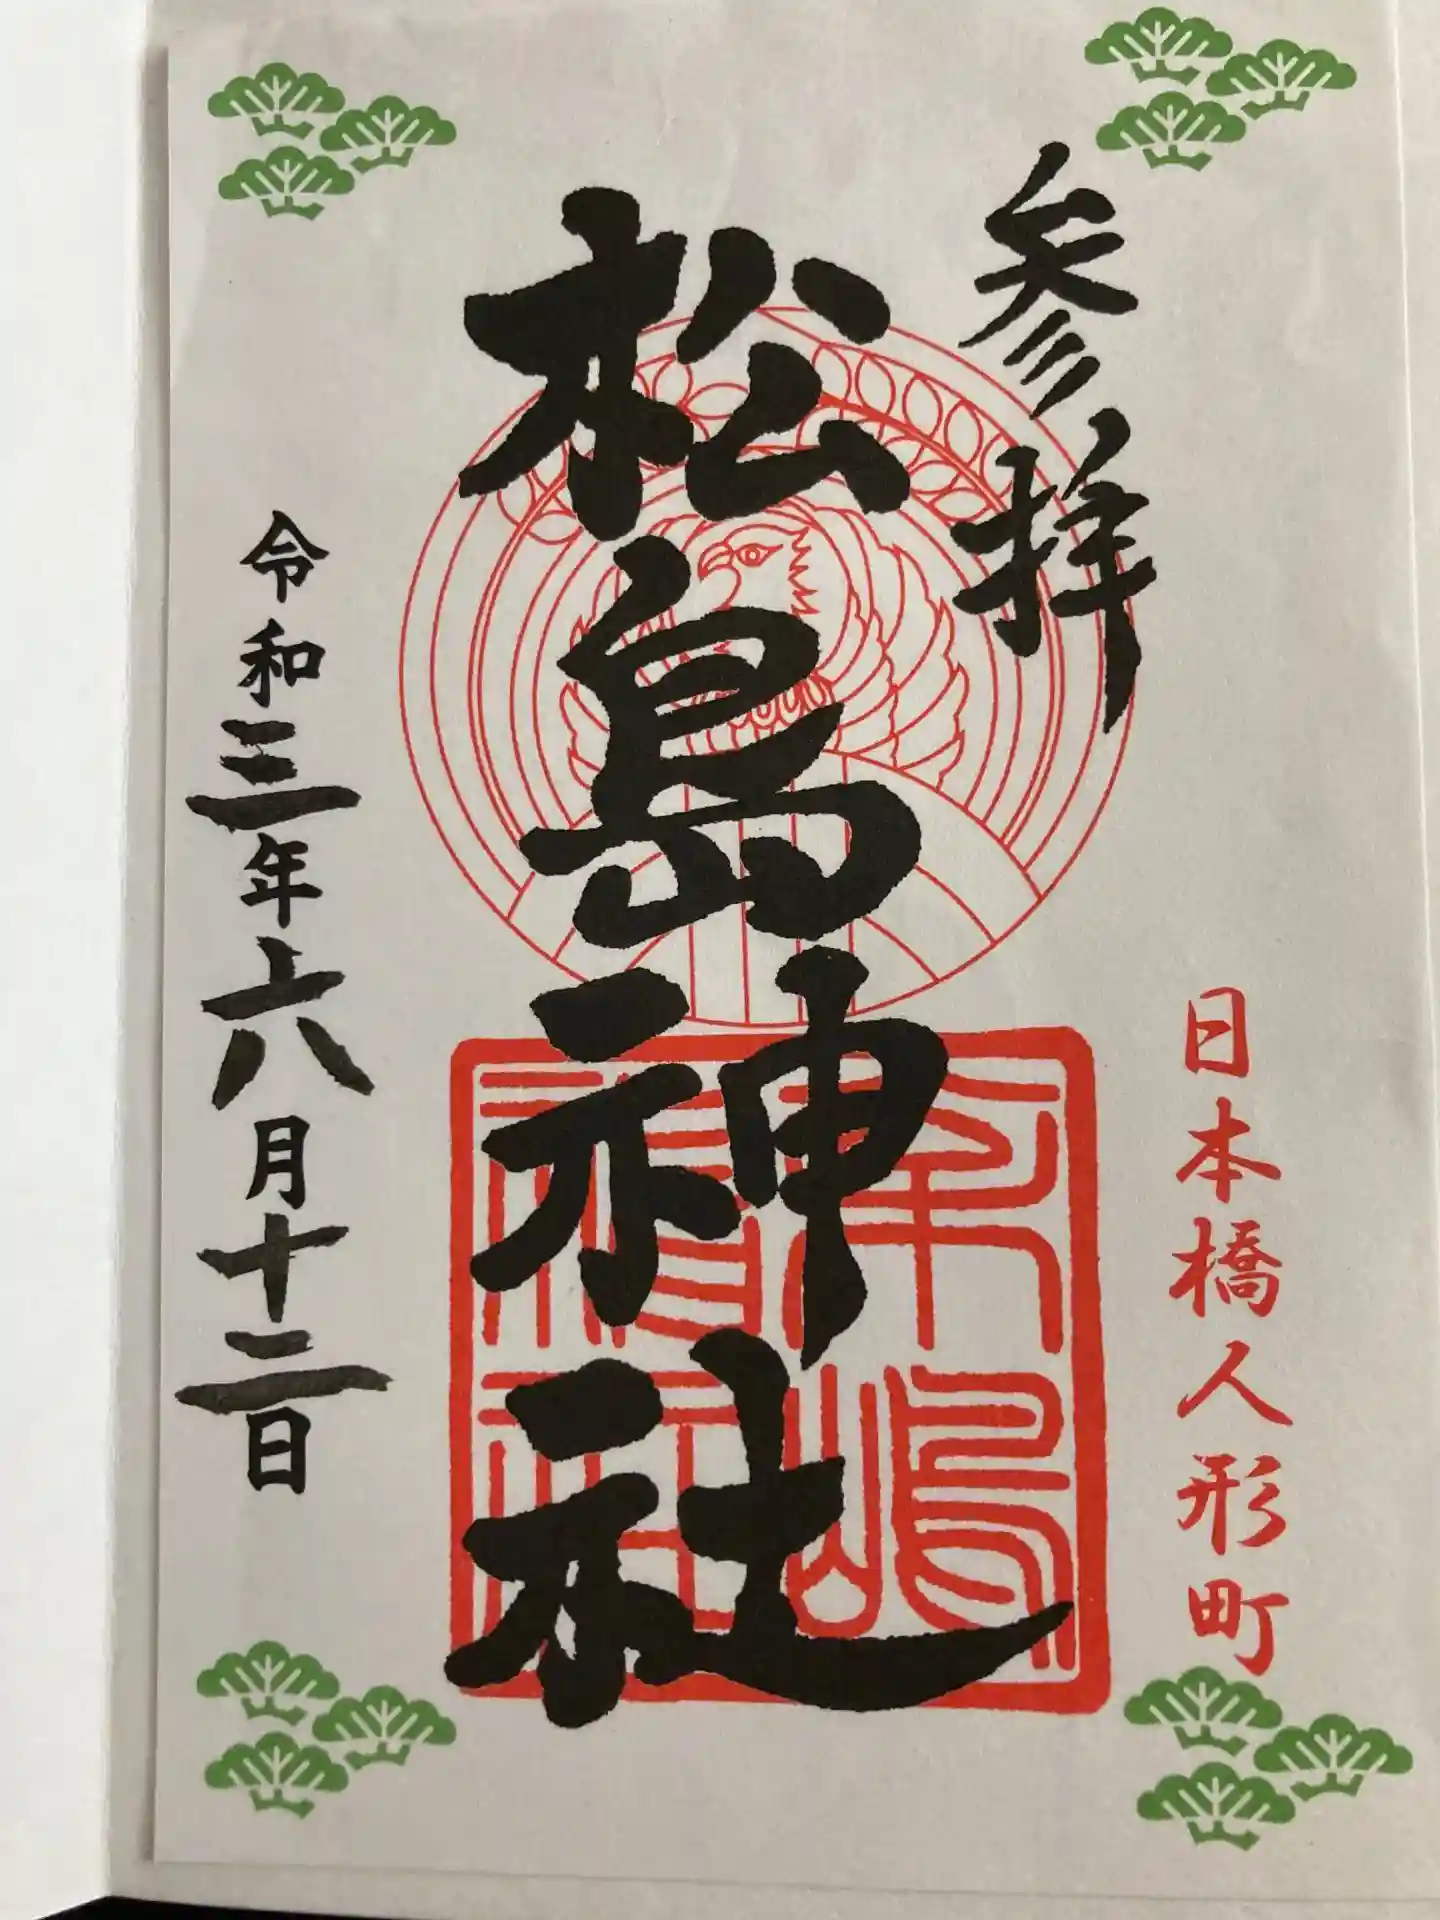 参拝
日本橋人形町
松島神社
令和三年六月十二日